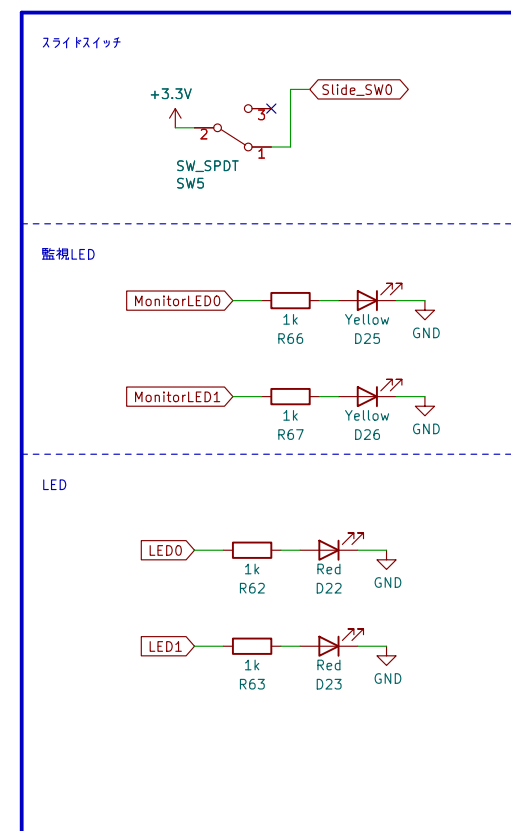 スライドスイッチ
+3.3V
Slide_SW0
3
2
1
SW_SPDT
SW5
監視LED
MonitorLED0
1k
R66
Yellow
D25
GND
MonitorLED1
1k
R67
Yellow
D26
GND
LED
LED0
1k
R62
Red
D22
GND
LED1
1k
R63
Red
D23
GND